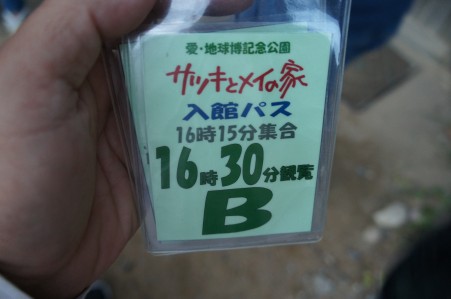 愛・地球博記念公園
サツキとメイの家
入館パス
16時15分集合
16時30分観覧
B